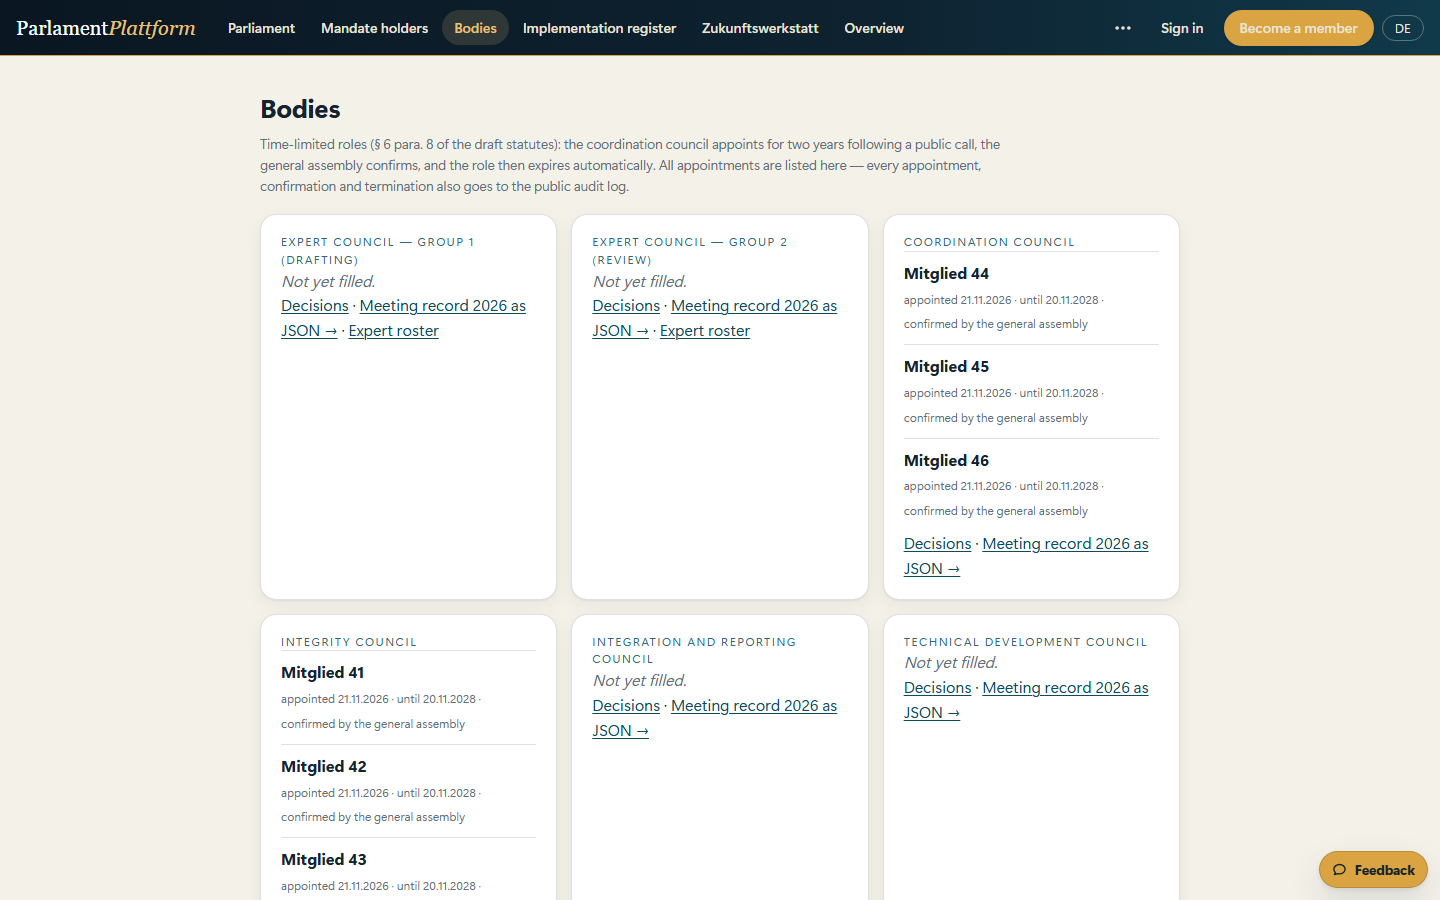 ParlamentPlattform Parliament Mandate holders Bodies Implementation register Zukunftswerkstatt Overview ••• Sign in Become a member DE
Bodies
Time-limited roles (§ 6 para. 8 of the draft statutes): the coordination council appoints for two years following a public call, the
general assembly confirms, and the role then expires automatically. All appointments are listed here — every appointment,
confirmation and termination also goes to the public audit log.
EXPERT COUNCIL — GROUP 1
(DRAFTING)
Not yet filled.
Decisions · Meeting record 2026 as
JSON → · Expert roster
EXPERT COUNCIL — GROUP 2
(REVIEW)
Not yet filled.
Decisions · Meeting record 2026 as
JSON → · Expert roster
COORDINATION COUNCIL
Mitglied 44
appointed 21.11.2026 · until 20.11.2028 ·
confirmed by the general assembly
Mitglied 45
appointed 21.11.2026 · until 20.11.2028 ·
confirmed by the general assembly
Mitglied 46
appointed 21.11.2026 · until 20.11.2028 ·
confirmed by the general assembly
Decisions · Meeting record 2026 as
JSON →
INTEGRITY COUNCIL
Mitglied 41
appointed 21.11.2026 · until 20.11.2028 ·
confirmed by the general assembly
Mitglied 42
appointed 21.11.2026 · until 20.11.2028 ·
confirmed by the general assembly
Mitglied 43
appointed 21.11.2026 · until 20.11.2028 ·
INTEGRATION AND REPORTING
COUNCIL
Not yet filled.
Decisions · Meeting record 2026 as
JSON →
TECHNICAL DEVELOPMENT COUNCIL
Not yet filled.
Decisions · Meeting record 2026 as
JSON →
Feedback